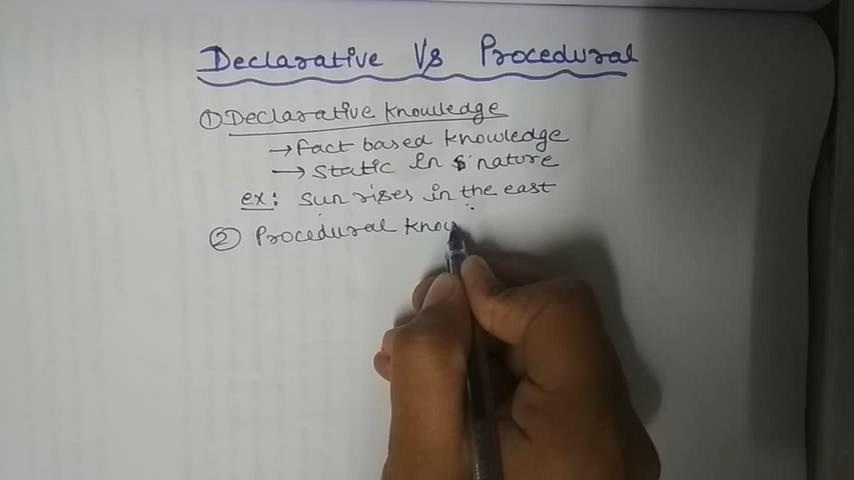 Declarative Vs Procedural
① Declarative knowledge
→ Fact based knowledge
→ Static in nature
ex: Sun rises in the east
② Procedural know